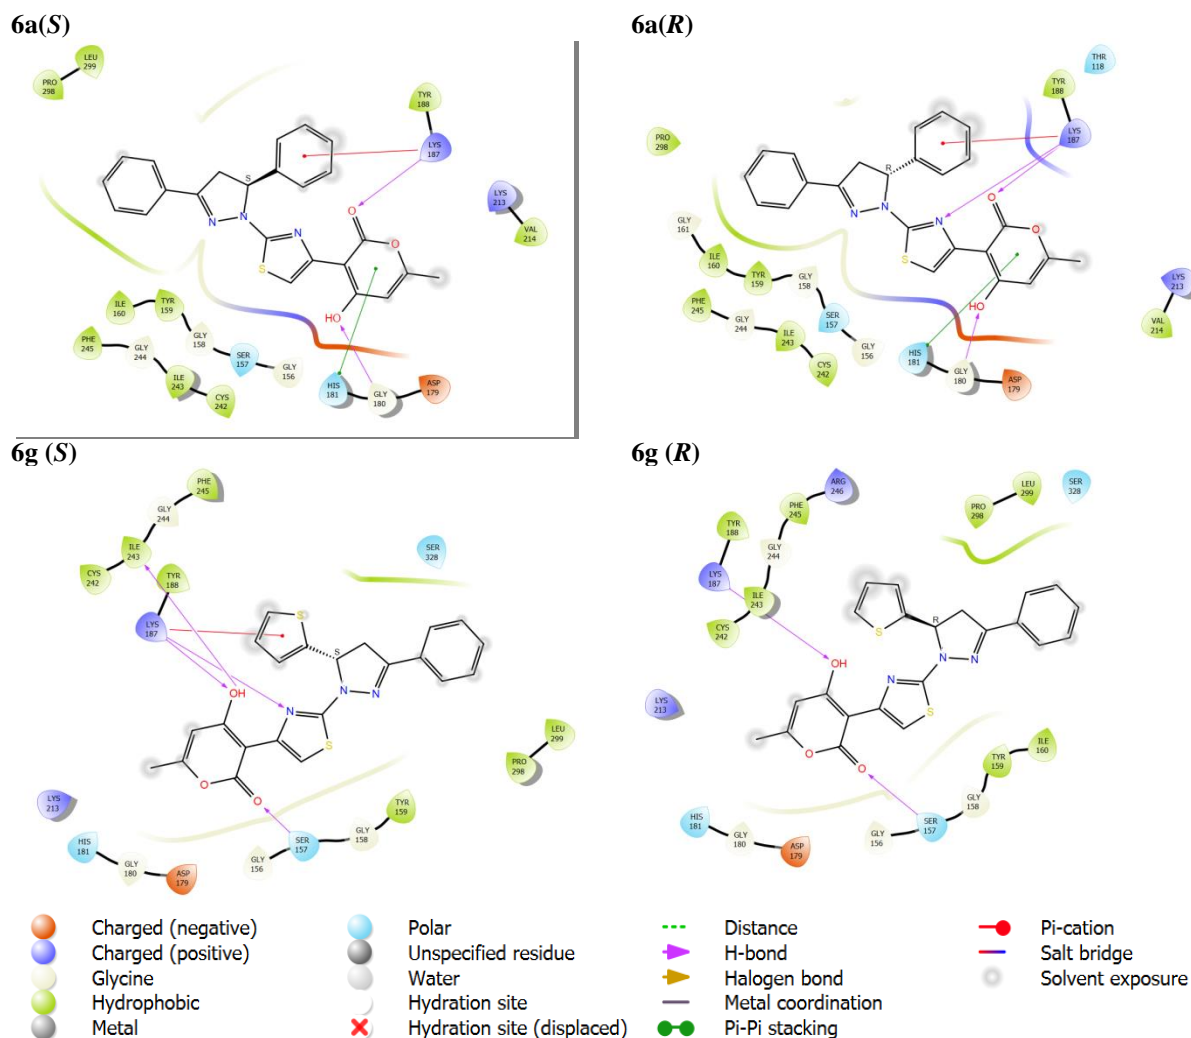 6a(S)
6a(R)
LEU
299
PRO
298
TYR
188
LYS
187
S
N
N
N
S
O
O
HO
LYS
213
VAL
214
ILE
160
TYR
159
GLY
158
PHE
245
GLY
244
SER
157
GLY
156
ILE
243
CYS
242
HIS
181
GLY
180
ASP
179
THR
118
TYR
188
LYS
187
PRO
298
R
N
N
N
S
O
O
HO
GLY
161
ILE
160
TYR
159
GLY
158
PHE
245
GLY
244
SER
157
ILE
243
GLY
156
CYS
242
HIS
181
GLY
180
ASP
179
LYS
213
VAL
214
6g (S)
6g (R)
PHE
245
GLY
244
ILE
243
CYS
242
TYR
188
LYS
187
SER
328
S
S
N
N
N
S
OH
O
O
LEU
299
PRO
298
LYS
213
HIS
181
GLY
180
ASP
179
GLY
156
SER
157
GLY
158
TYR
159
ARG
246
PHE
245
TYR
188
GLY
244
LYS
187
ILE
243
CYS
242
LEU
299
PRO
298
SER
328
S
R
N
N
N
S
OH
O
O
LYS
213
ILE
160
TYR
159
GLY
158
SER
157
GLY
156
HIS
181
GLY
180
ASP
179
Charged (negative)
Charged (positive)
Glycine
Hydrophobic
Metal
Polar
Unspecified residue
Water
Hydration site
Hydration site (displaced)
Distance
H-bond
Halogen bond
Metal coordination
Pi-Pi stacking
Pi-cation
Salt bridge
Solvent exposure